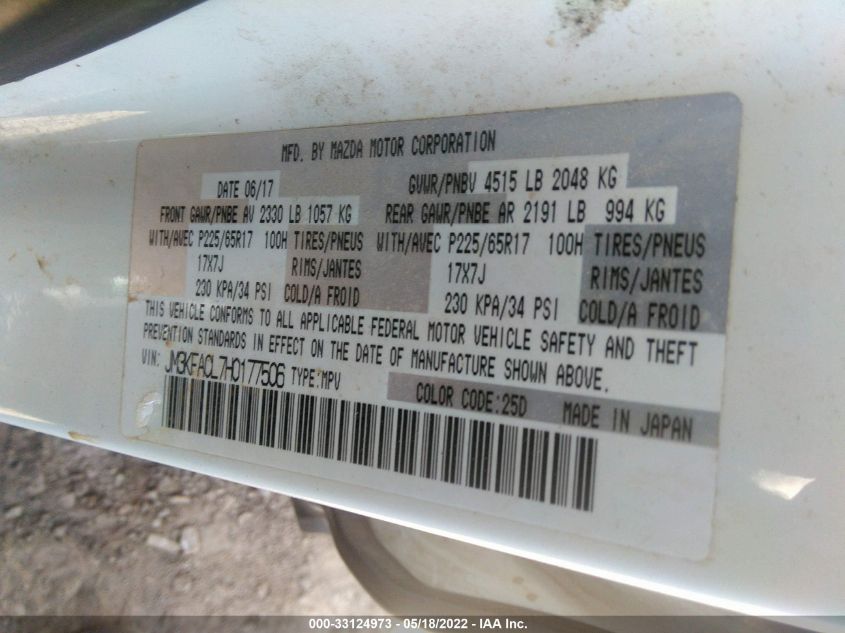 MFD. BY MAZDA MOTOR CORPORATION
DATE 06/17 GVWR/PNBV 4515 LB 2048 KG
FRONT GAWR/PNBE AV 2330 LB 1057 KG REAR GAWR/PNBE AR 2191 LB 994 KG
WITH/AVEC P225/65R17 100H TIRES/PNEUS WITH/AVEC P225/65R17 100H TIRES/PNEUS
17X7J RIMS/JANTES 17X7J RIMS/JANTES
230 KPA/34 PSI COLD/A FROID 230 KPA/34 PSI COLD/A FROID
THIS VEHICLE CONFORMS TO ALL APPLICABLE FEDERAL MOTOR VEHICLE SAFETY AND THEFT
PREVENTION STANDARDS IN EFFECT ON THE DATE OF MANUFACTURE SHOWN ABOVE.
VIN: JM3KFACL7H0177506 TYPE:MPV
COLOR CODE:25D MADE IN JAPAN
000-33124973 - 05/18/2022 - IAA Inc.